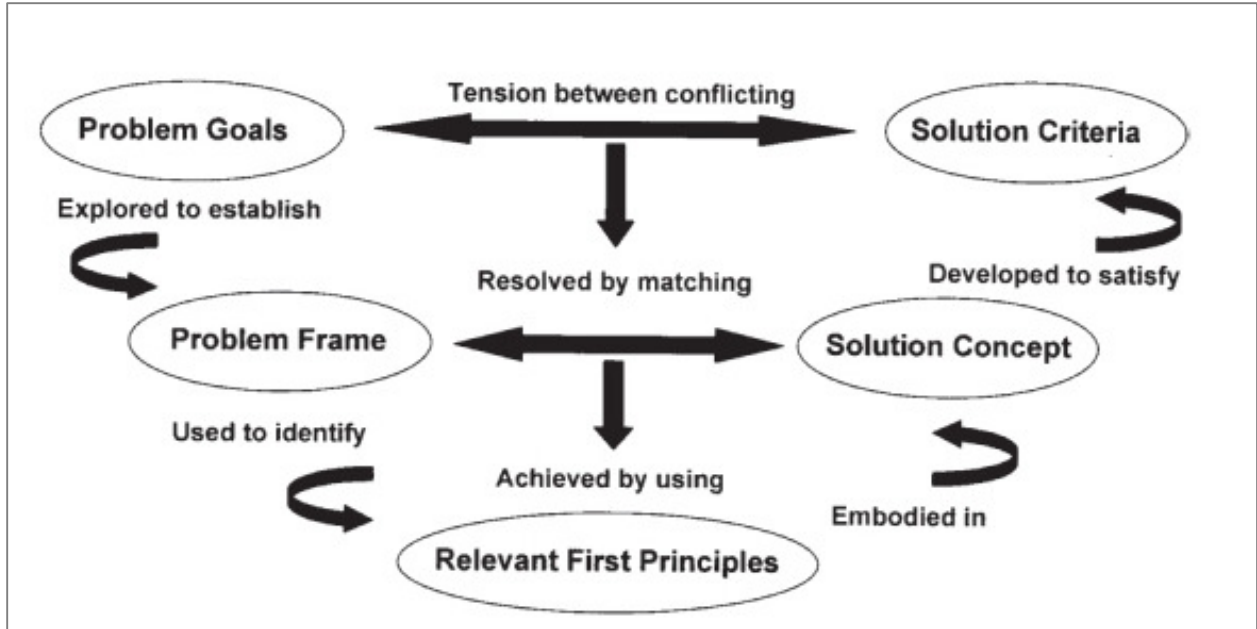 Tension between conflicting
Problem Goals
Solution Criteria
Explored to establish
Resolved by matching
Developed to satisfy
Problem Frame
Solution Concept
Used to identify
Achieved by using
Embodied in
Relevant First Principles